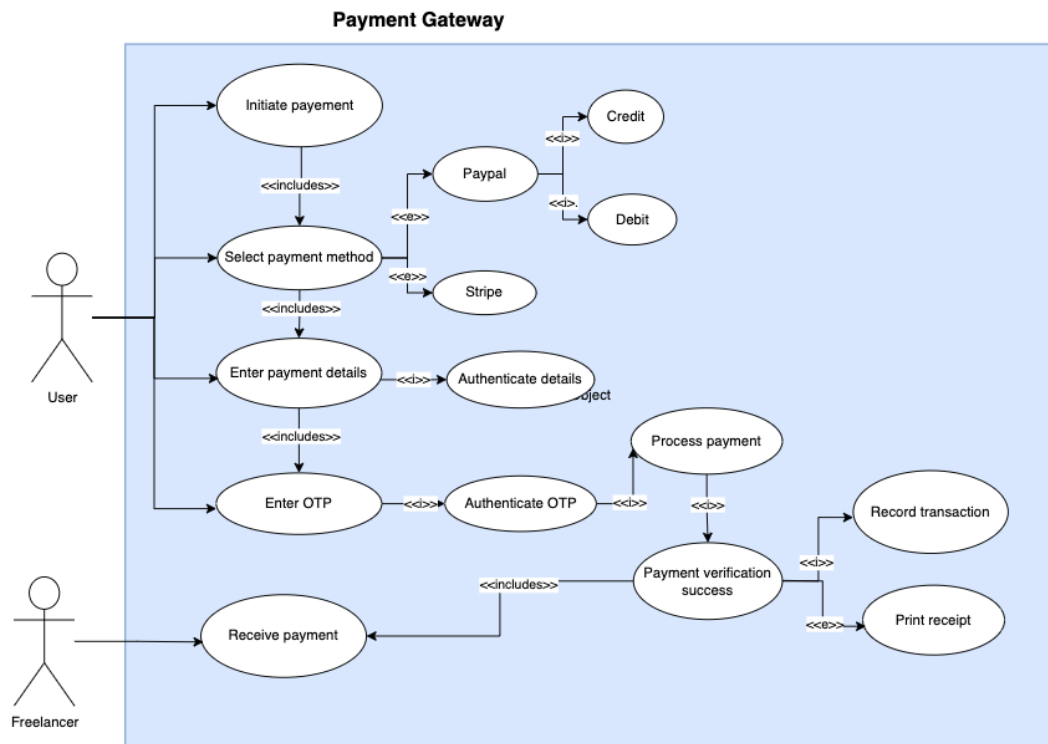 Payment Gateway
Initiate payement
Credit
<<i>>
Paypal
<<includes>>
<<i>.
<<e>>
Debit
Select payment method
<<e>>
Stripe
<<includes>>
Enter payment details
<<i>>
Authenticate details
bject
User
<<includes>>
Process payment
Enter OTP
<<i>>
Authenticate OTP
<<i>>
<<i>>
Record transaction
<<i>>
Payment verification
success
<<includes>>
Print receipt
<<e>>
Receive payment
Freelancer